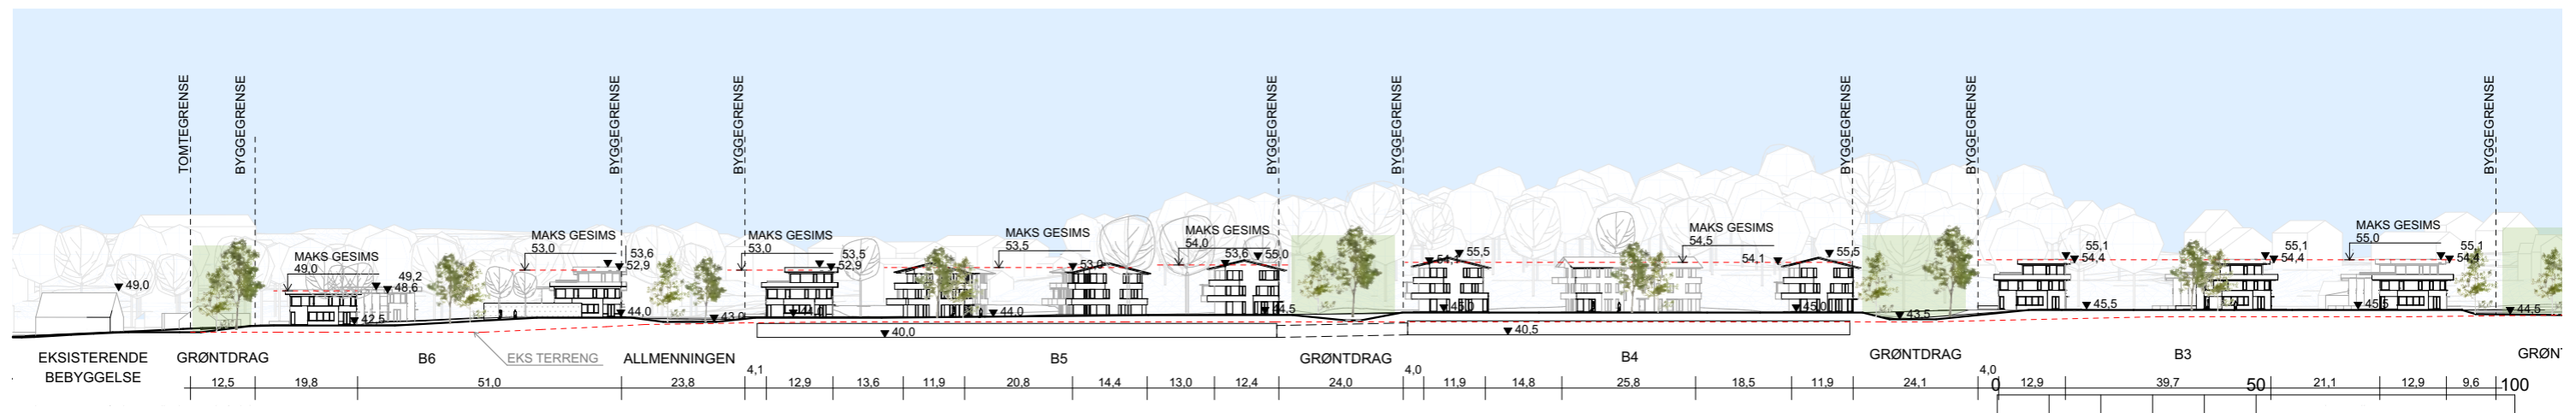 TOMTEGRENSE
BYGGEGRENSE
BYGGEGRENSE
BYGGEGRENSE
BYGGEGRENSE
BYGGEGRENSE
BYGGEGRENSE
BYGGEGRENSE
BYGGEGRENSE
MAKS GESIMS
49,0
MAKS GESIMS
53,0
MAKS GESIMS
53,0
MAKS GESIMS
53,5
MAKS GESIMS
54,0
MAKS GESIMS
54,5
MAKS GESIMS
55,0
49,0
49,2
48,6
42,5
53,6
52,9
44,0
43,0
53,5
52,9
44,0
53,0
53,6
55,0
44,5
55,5
45,0
54,1
55,5
45,0
43,5
55,1
54,4
45,5
55,1
54,4
45,5
55,1
54,4
44,5
40,0
40,5
EKSISTERENDE
BEBYGGELSE
GRØNTDRAG
B6
EKS TERRENG
ALLMENNINGEN
B5
GRØNTDRAG
B4
GRØNTDRAG
B3
GRØNT
12,5 19,8 51,0 23,8 4,1 12,9 13,6 11,9 20,8 14,4 13,0 12,4 24,0 4,0 11,9 14,8 25,8 18,5 11,9 24,1 4,0 12,9 39,7 21,1 12,9 9,6
0 50 100